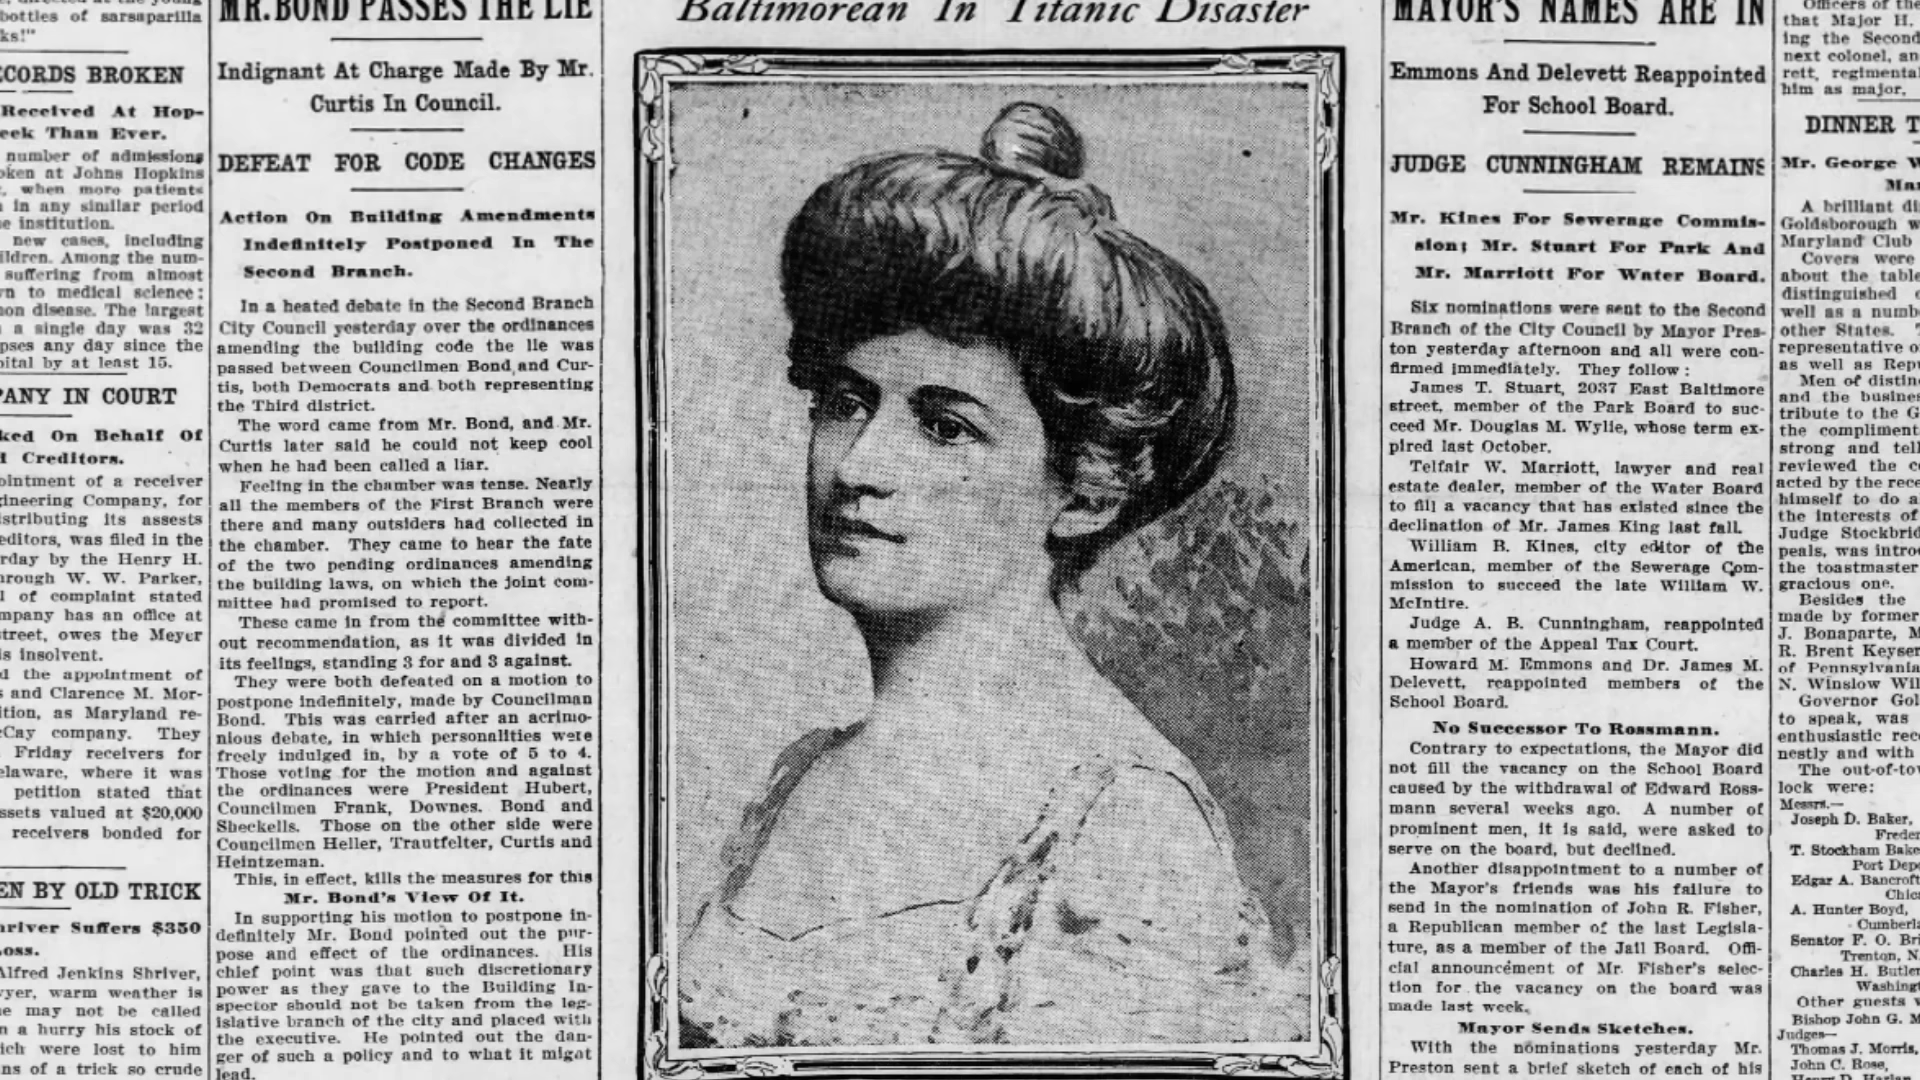 bottles of sarsaparilla
ks!"
CORDS BROKEN
Received At Hop-
eek Than Ever.
number of admissions
oken at Johns Hopkins
, when more patients
in any similar period
e institution.
new cases, including
ildren. Among the num-
suffering from almost
n to medical science;
on disease. The largest
a single day was 32
pses any day since the
pital by at least 15.
PANY IN COURT
ked On Behalf Of
Creditors.
ointment of a receiver
gineering Company, for
istributing its assests
editors, was filed in the
rday by the Henry H.
hrough W. W. Parker,
l of complaint stated
mpany has an office at
street, owes the Meyer
is insolvent.
d the appointment of
s and Clarence M. Mor-
ition, as Maryland re-
cCay company. They
Friday receivers for
elaware, where it was
petition stated that
ssets valued at $20,000
receivers bonded for
EN BY OLD TRICK
hriver Suffers $350
Loss.
Alfred Jenkins Shriver,
yer, warm weather is
e may not be called
n a hurry his stock of
ich were lost to him
ns of a trick so crude
MR. BOND PASSES THE LIE
Indignant At Charge Made By Mr.
Curtis In Council.
DEFEAT FOR CODE CHANGES
Action On Building Amendments
Indefinitely Postponed In The
Second Branch.
In a heated debate in the Second Branch
City Council yesterday over the ordinances
amending the building code the lie was
passed between Councilmen Bond and Cur-
tis, both Democrats and both representing
the Third district.
The word came from Mr. Bond, and Mr.
Curtis later said he could not keep cool
when he had been called a liar.
Feeling in the chamber was tense. Nearly
all the members of the First Branch were
there and many outsiders had collected in
the chamber. They came to hear the fate
of the two pending ordinances amending
the building laws, on which the joint com-
mittee had promised to report.
These came in from the committee with-
out recommendation, as it was divided in
its feelings, standing 3 for and 3 against.
They were both defeated on a motion to
postpone indefinitely, made by Councilman
Bond. This was carried after an acrimo-
nious debate, in which personalities were
freely indulged in, by a vote of 5 to 4.
Those voting for the motion and against
the ordinances were President Hubert,
Councilmen Frank, Downes, Bond and
Sheckells. Those on the other side were
Councilmen Heller, Trautfelter, Curtis and
Heintzeman.
This, in effect, kills the measures for this
Mr. Bond's View Of It.
In supporting his motion to postpone in-
definitely Mr. Bond pointed out the pur-
pose and effect of the ordinances. His
chief point was that such discretionary
power as they gave to the Building In-
spector should not be taken from the leg-
islative branch of the city and placed with
the executive. He pointed out the dan-
ger of such a policy and to what it might
lead.
Baltimorean In Titanic Disaster
MAYOR'S NAMES ARE IN
Emmons And Delevett Reappointed
For School Board.
JUDGE CUNNINGHAM REMAINS
Mr. Kines For Sewerage Commis-
sion; Mr. Stuart For Park And
Mr. Marriott For Water Board.
Six nominations were sent to the Second
Branch of the City Council by Mayor Pres-
ton yesterday afternoon and all were con-
firmed immediately. They follow:
James T. Stuart, 2037 East Baltimore
street, member of the Park Board to suc-
ceed Mr. Douglas M. Wylie, whose term ex-
pired last October.
Telfair W. Marriott, lawyer and real
estate dealer, member of the Water Board
to fill a vacancy that has existed since the
declination of Mr. James King last fall.
William B. Kines, city editor of the
American, member of the Sewerage Com-
mission to succeed the late William W.
McIntire.
Judge A. B. Cunningham, reappointed
a member of the Appeal Tax Court.
Howard M. Emmons and Dr. James M.
Delevett, reappointed members of the
School Board.
No Successor To Rossmann.
Contrary to expectations, the Mayor did
not fill the vacancy on the School Board
caused by the withdrawal of Edward Ross-
mann several weeks ago. A number of
prominent men, it is said, were asked to
serve on the board, but declined.
Another disappointment to a number of
the Mayor's friends was his failure to
send in the nomination of John R. Fisher,
a Republican member of the last Legisla-
ture, as a member of the Jail Board. Offi-
cial announcement of Mr. Fisher's selec-
tion for the vacancy on the board was
made last week.
Mayor Sends Sketches.
With the nominations yesterday Mr.
Preston sent a brief sketch of each of his
Officers of the
that Major H.
ing the Second
next colonel, an
rett, regimental
him as major.
DINNER T
Mr. George W
Mar
A brilliant di
Goldsborough w
Maryland Club
Covers were
about the table
distinguished
well as a numb
other States.
representative o
as well as Rep
Men of distin
and the busines
tribute to the G
the compliment
strong and tell
reviewed the c
acted by the rece
himself to do a
the interests of
Judge Stockbrid
peals, was intro
the toastmaster
gracious one.
Besides the
made by former
J. Bonaparte, M
R. Brent Keyser
of Pennsylvania
N. Winslow Wil
Governor Gol
to speak, was
enthusiastic rec
nestly and with
The out-of-tow
lock were:
Messrs.—
Joseph D. Baker,
Freder
T. Stockham Bake
Port Depo
Edgar A. Bancroft
Chic
A. Hunter Boyd,
Cumberla
Senator F. O. Bri
Trenton, N.
Charles H. Butler
Washingt
Other guests w
Bishop John G. M
Judges—
Thomas J. Morris,
John C. Rose,